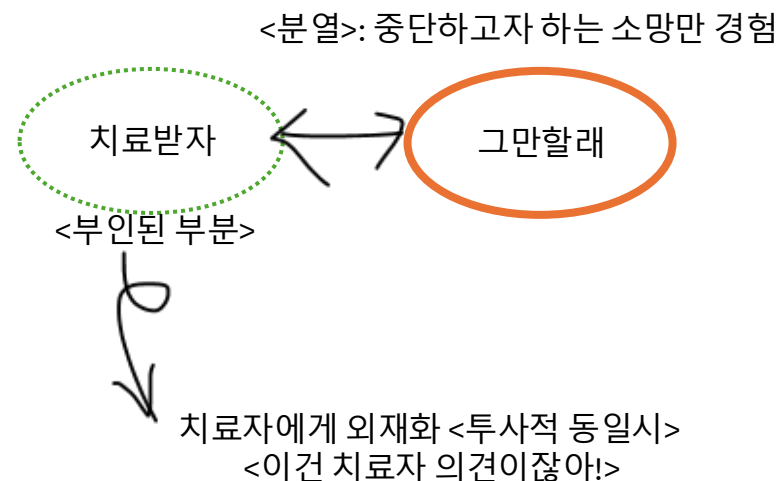 <분열>: 중단하고자 하는 소망만 경험
치료받자
그만할래
<부인된 부분>
치료자에게 외재화 <투사적 동일시>
<이건 치료자 의견이잖아!>